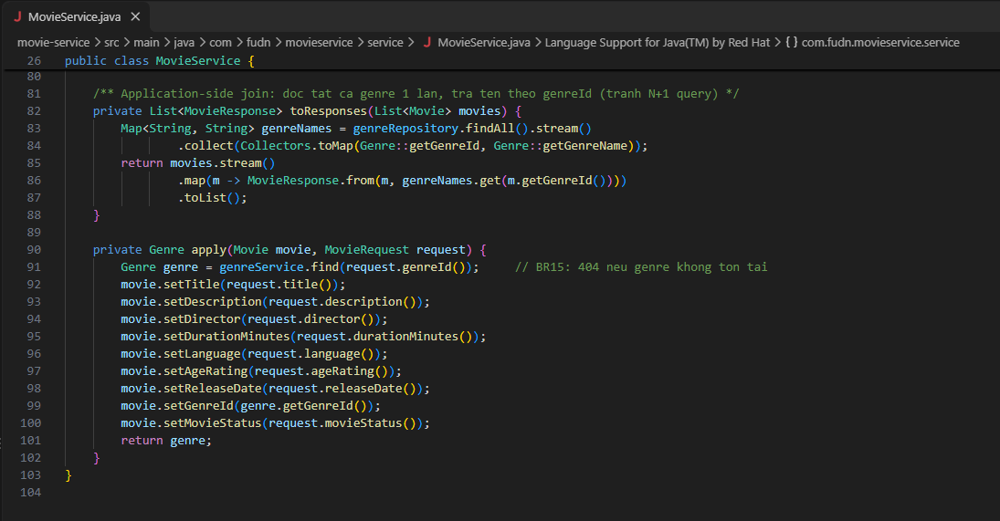 J MovieService.java ×
movie-service > src > main > java > com > fudn > movieservice > service > J MovieService.java > Language Support for Java(TM) by Red Hat > {} com.fudn.movieservice.service
26 public class MovieService {
80
81 /** Application-side join: doc tat ca genre 1 lan, tra ten theo genreId (tranh N+1 query) */
82 private List<MovieResponse> toResponses(List<Movie> movies) {
83 Map<String, String> genreNames = genreRepository.findAll().stream()
84 .collect(Collectors.toMap(Genre::getGenreId, Genre::getGenreName));
85 return movies.stream()
86 .map(m -> MovieResponse.from(m, genreNames.get(m.getGenreId())))
87 .toList();
88 }
89
90 private Genre apply(Movie movie, MovieRequest request) {
91 Genre genre = genreService.find(request.genreId()); // BR15: 404 neu genre khong ton tai
92 movie.setTitle(request.title());
93 movie.setDescription(request.description());
94 movie.setDirector(request.director());
95 movie.setDurationMinutes(request.durationMinutes());
96 movie.setLanguage(request.language());
97 movie.setAgeRating(request.ageRating());
98 movie.setReleaseDate(request.releaseDate());
99 movie.setGenreId(genre.getGenreId());
100 movie.setMovieStatus(request.movieStatus());
101 return genre;
102 }
103 }
104